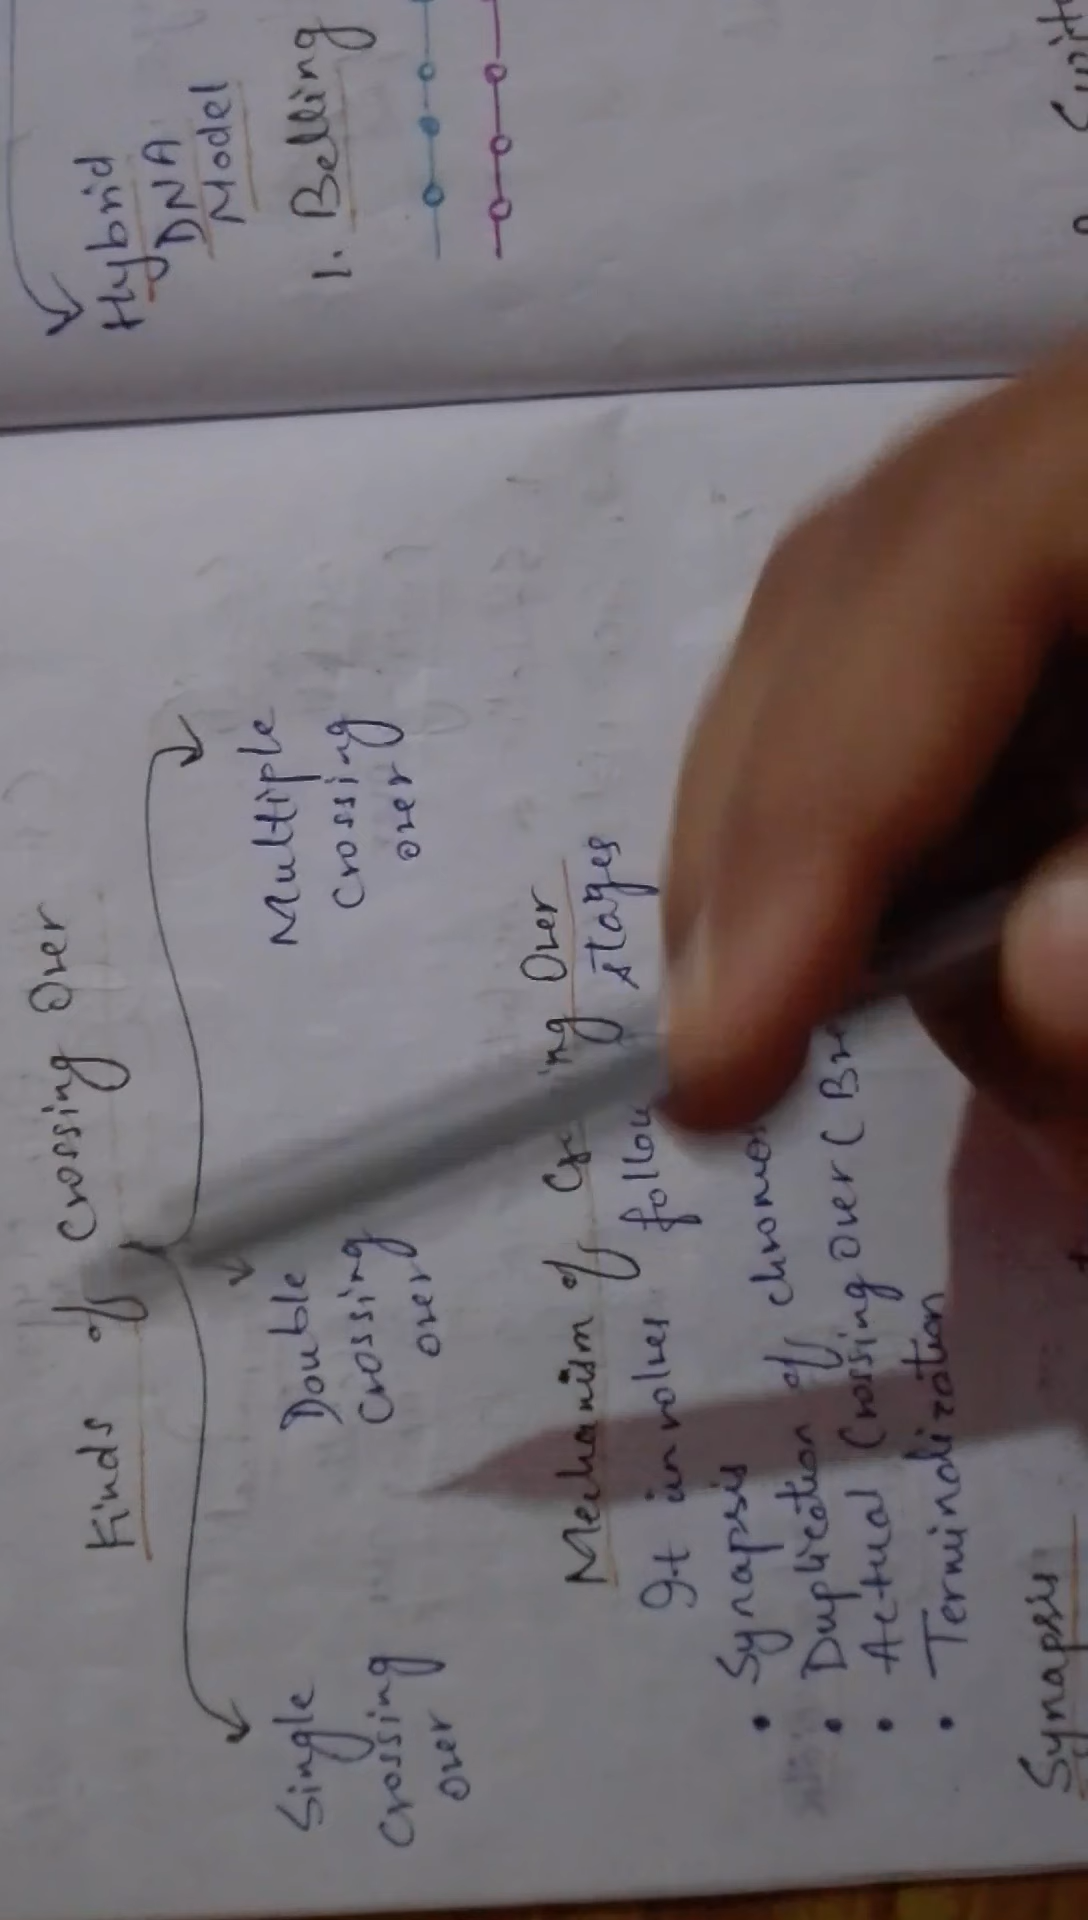 Kinds of Crossing Over
Single Crossing over
Double Crossing over
Multiple Crossing over
Mechanism of Over
It involves stages
• Synapsis
• Duplication of
• Actual Crossing over (
• Terminalization
Synapsis
Hybrid
DNA
Model
1. Belling